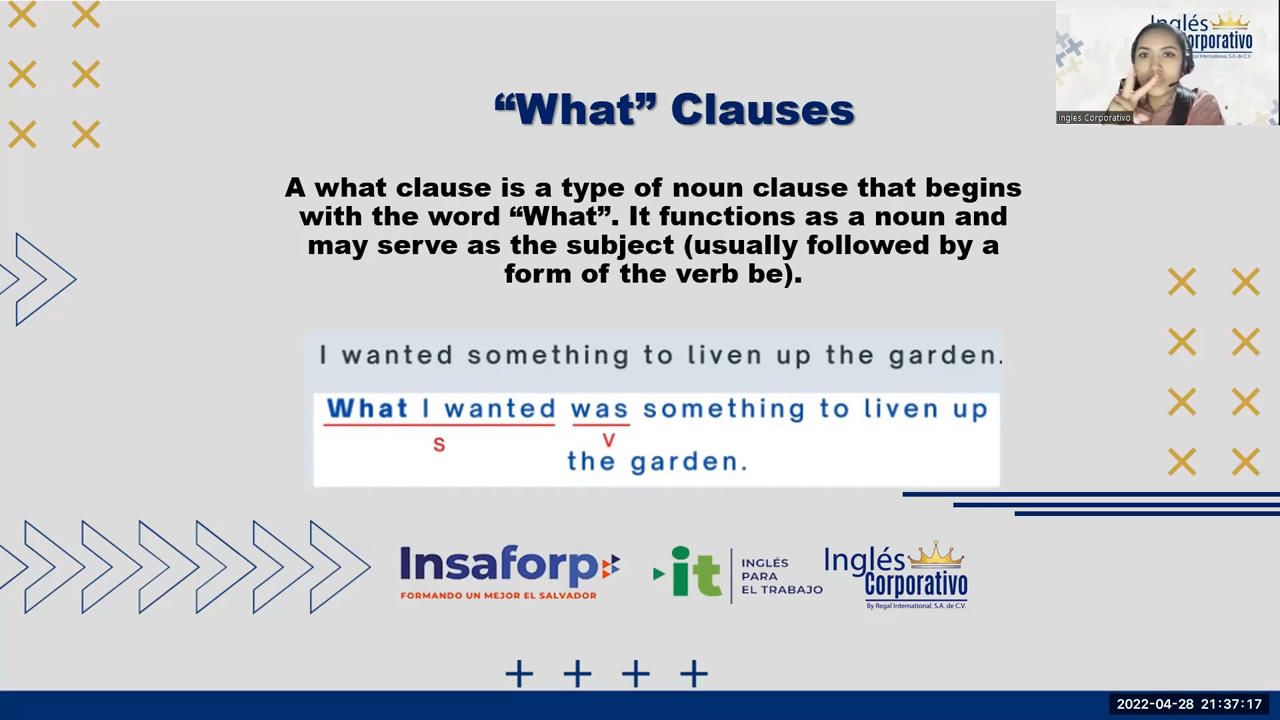 Inglés
Corporativo
Ingles Corporativo
“What” Clauses
A what clause is a type of noun clause that begins
with the word “What”. It functions as a noun and
may serve as the subject (usually followed by a
form of the verb be).
I wanted something to liven up the garden.
What I wanted was something to liven up
S
V
the garden.
Insaforp
FORMANDO UN MEJOR EL SALVADOR
it
INGLÉS
PARA
EL TRABAJO
Inglés
Corporativo
By Regal International, S.A. de C.V.
2022-04-28 21:37:17